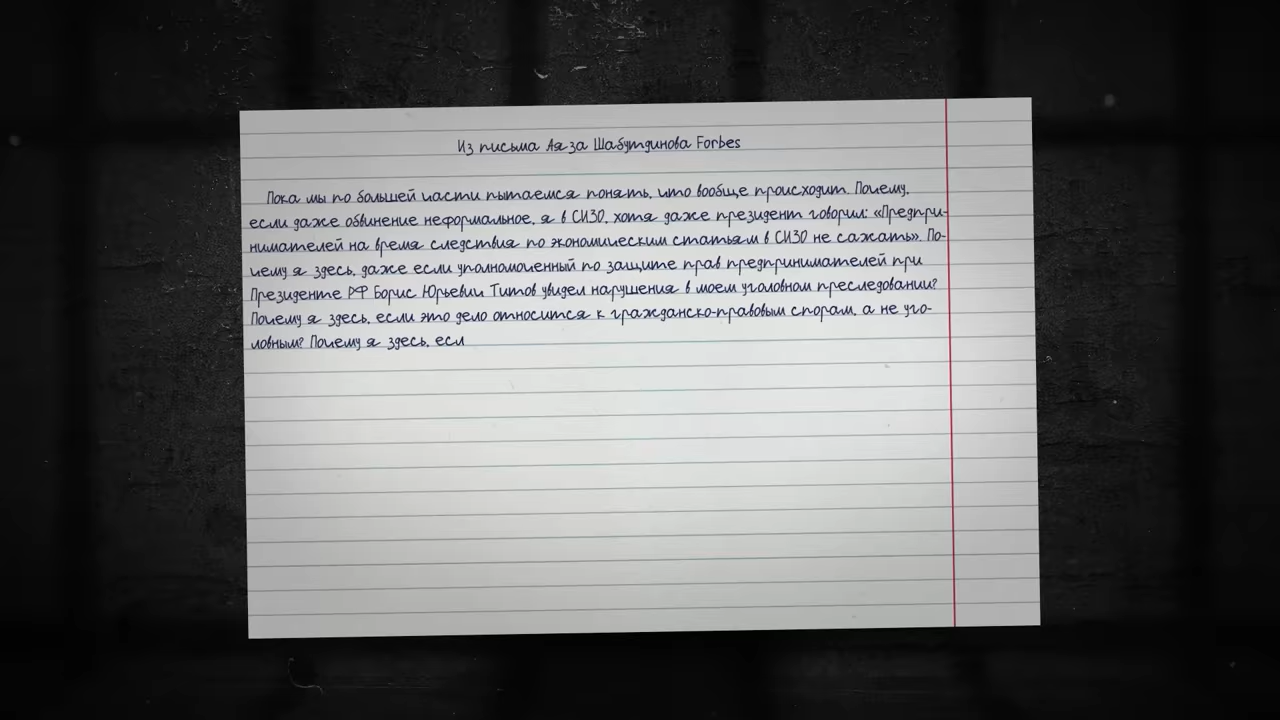 Из письма Аяза Шабутдинова Forbes
Пока мы по большей части пытаемся понять, что вообще происходит. Почему,
если даже обвинение неформальное, я в СИЗО, хотя даже президент говорил: «Предпри-
нимателей на время следствия по экономическим статьям в СИЗО не сажать». По-
чему я здесь, даже если уполномоченный по защите прав предпринимателей при
Президенте РФ Борис Юрьевич Титов увидел нарушения в моем уголовном преследовании?
Почему я здесь, если это дело относится к гражданско-правовым спорам, а не уго-
ловным? Почему я здесь, есл